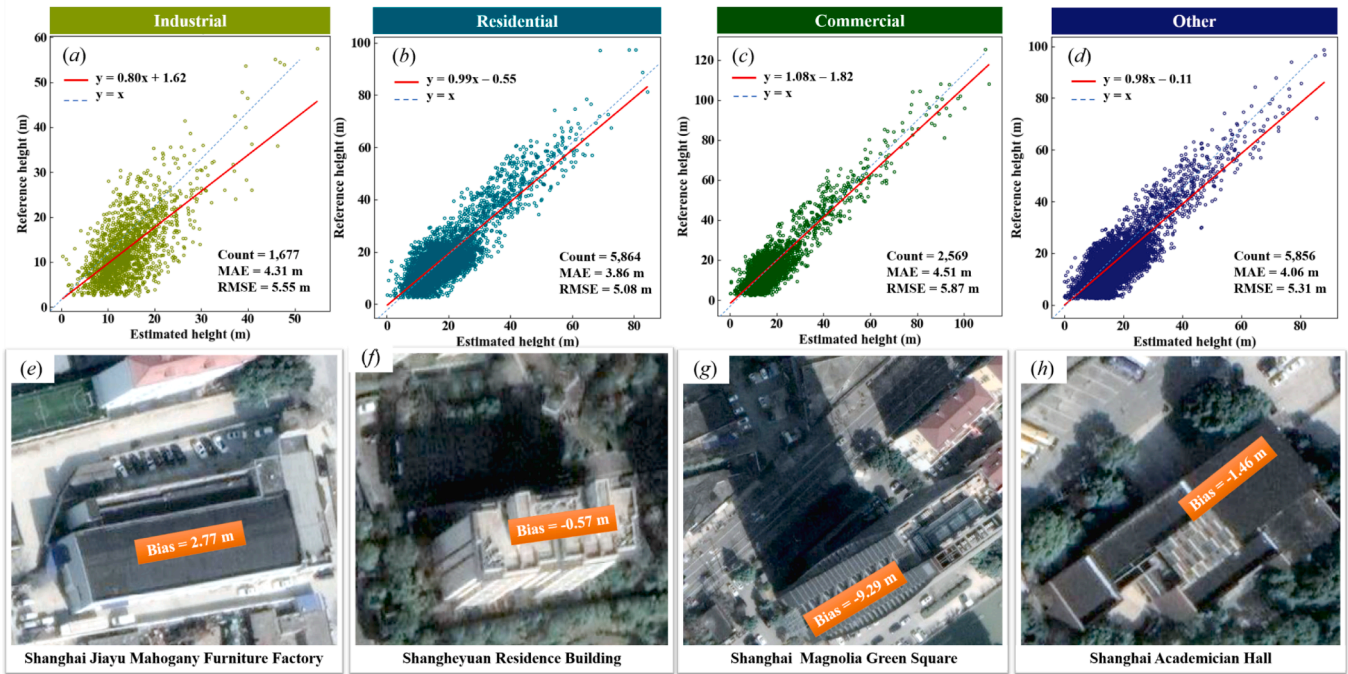 Industrial
Residential
Commercial
Other
(a)
y = 0.80x + 1.62
y = x
Count = 1,677
MAE = 4.31 m
RMSE = 5.55 m
Reference height (m)
60
50
40
30
20
10
0
0 10 20 30 40 50
Estimated height (m)
(b)
y = 0.99x – 0.55
y = x
Count = 5,864
MAE = 3.86 m
RMSE = 5.08 m
Reference height (m)
100
80
60
40
20
0
0 20 40 60 80
Estimated height (m)
(c)
y = 1.08x – 1.82
y = x
Count = 2,569
MAE = 4.51 m
RMSE = 5.87 m
Reference height (m)
120
100
80
60
40
20
0
0 20 40 60 80 100
Estimated height (m)
(d)
y = 0.98x – 0.11
y = x
Count = 5,856
MAE = 4.06 m
RMSE = 5.31 m
Reference height (m)
100
80
60
40
20
0
0 20 40 60 80
Estimated height (m)
(e)
Bias = 2.77 m
Shanghai Jiayu Mahogany Furniture Factory
(f)
Bias = -0.57 m
Shangheyuan Residence Building
(g)
Bias = -9.29 m
Shanghai Magnolia Green Square
(h)
Bias = -1.46 m
Shanghai Academician Hall